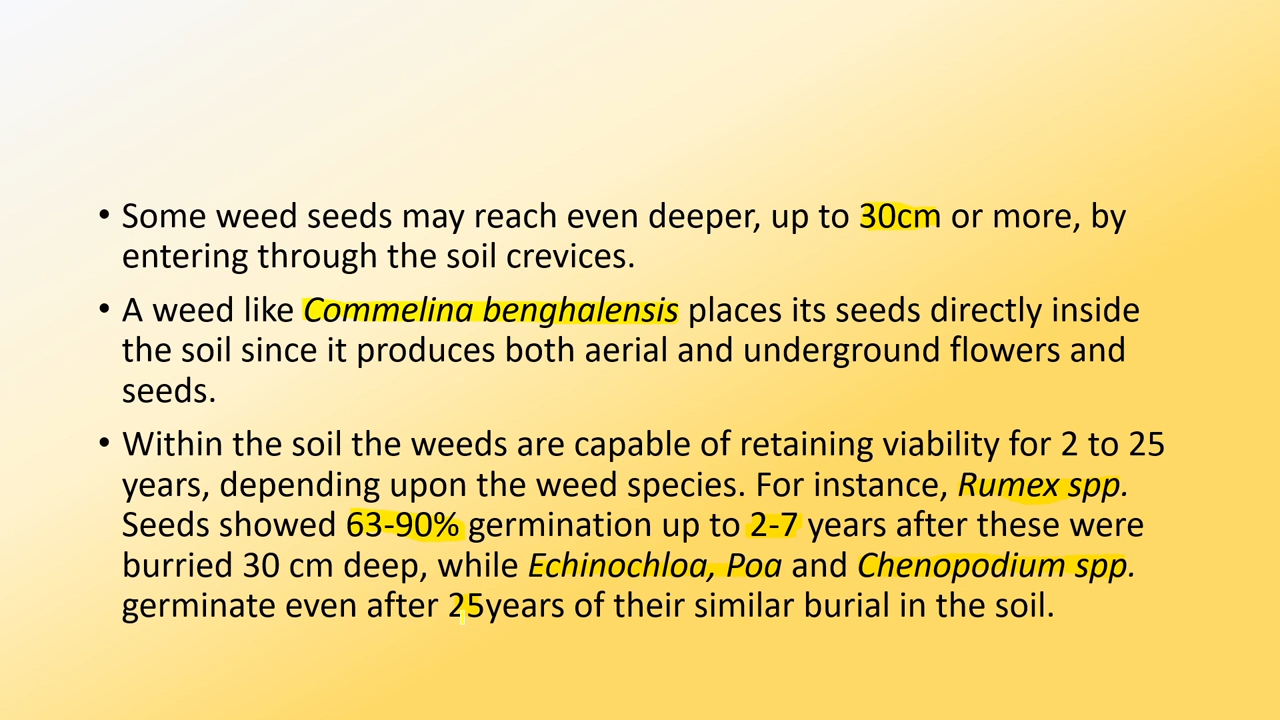 • Some weed seeds may reach even deeper, up to 30cm or more, by
entering through the soil crevices.
• A weed like Commelina benghalensis places its seeds directly inside
the soil since it produces both aerial and underground flowers and
seeds.
• Within the soil the weeds are capable of retaining viability for 2 to 25
years, depending upon the weed species. For instance, Rumex spp.
Seeds showed 63-90% germination up to 2-7 years after these were
burried 30 cm deep, while Echinochloa, Poa and Chenopodium spp.
germinate even after 25years of their similar burial in the soil.